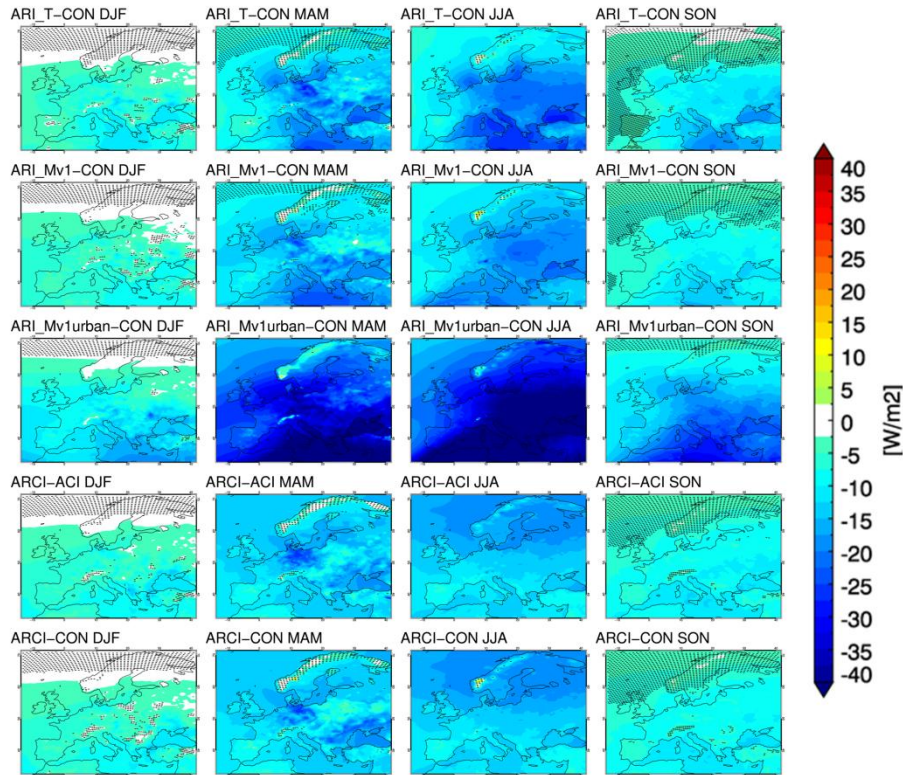 ARI_T-CON DJF
ARI_T-CON MAM
ARI_T-CON JJA
ARI_T-CON SON
ARI_Mv1-CON DJF
ARI_Mv1-CON MAM
ARI_Mv1-CON JJA
ARI_Mv1-CON SON
ARI_Mv1urban-CON DJF
ARI_Mv1urban-CON MAM
ARI_Mv1urban-CON JJA
ARI_Mv1urban-CON SON
ARCI-ACI DJF
ARCI-ACI MAM
ARCI-ACI JJA
ARCI-ACI SON
ARCI-CON DJF
ARCI-CON MAM
ARCI-CON JJA
ARCI-CON SON
40
35
30
25
20
15
10
5
0
-5
-10
-15
-20
-25
-30
-35
-40
[W/m2]